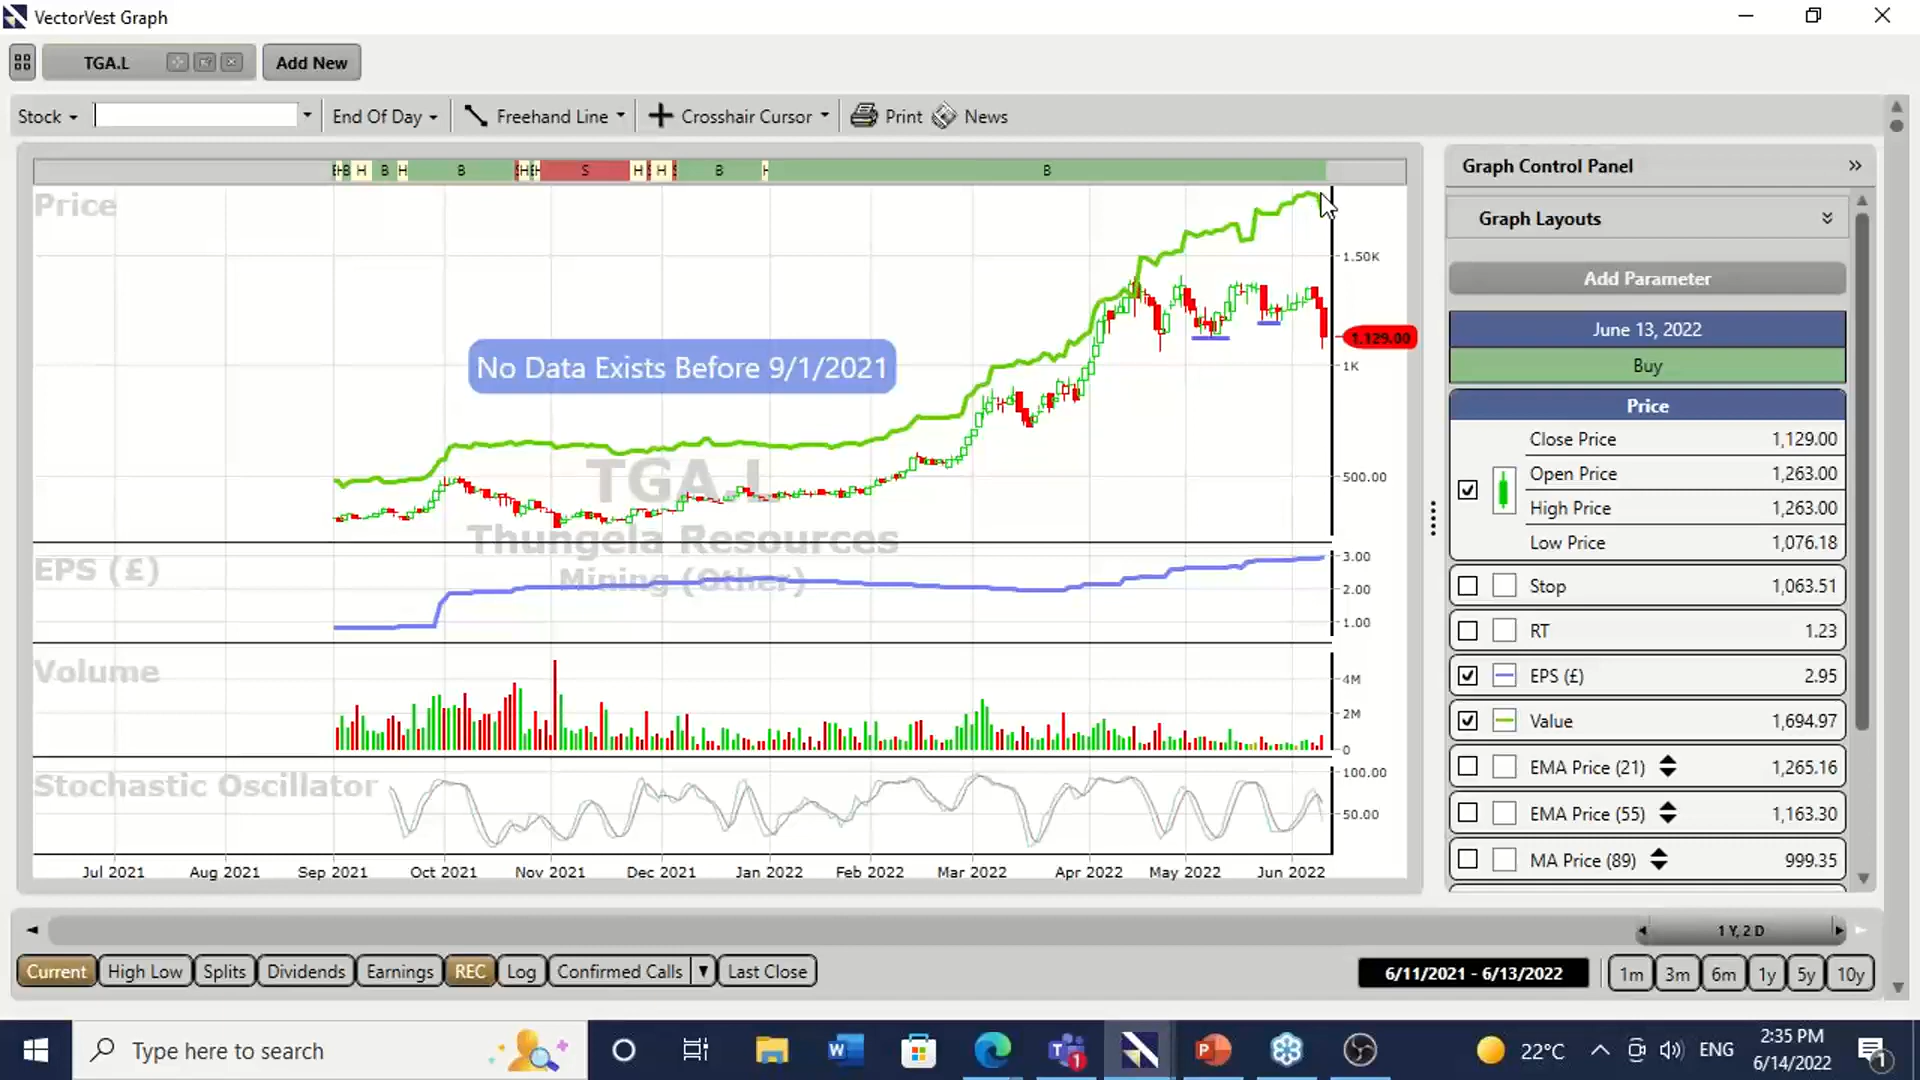 VectorVest Graph
TGA.L
Add New
Stock
End Of Day
Freehand Line
Crosshair Cursor
Print
News
H B H B H B H S H H B H B
Price
1.50K
1.129.00
1K
500.00
No Data Exists Before 9/1/2021
TGA.L
Thungela Resources
Mining (Other)
EPS (£)
3.00
2.00
1.00
Volume
4M
2M
0
Stochastic Oscillator
100.00
50.00
Jul 2021 Aug 2021 Sep 2021 Oct 2021 Nov 2021 Dec 2021 Jan 2022 Feb 2022 Mar 2022 Apr 2022 May 2022 Jun 2022
Graph Control Panel
Graph Layouts
Add Parameter
June 13, 2022
Buy
Price
Close Price 1,129.00
Open Price 1,263.00
High Price 1,263.00
Low Price 1,076.18
Stop 1,063.51
RT 1.23
EPS (£) 2.95
Value 1,694.97
EMA Price (21) 1,265.16
EMA Price (55) 1,163.30
MA Price (89) 999.35
1 Y, 2 D
Current High Low Splits Dividends Earnings REC Log Confirmed Calls Last Close
6/11/2021 - 6/13/2022
1m 3m 6m 1y 5y 10y
Type here to search
22°C
ENG
2:35 PM
6/14/2022